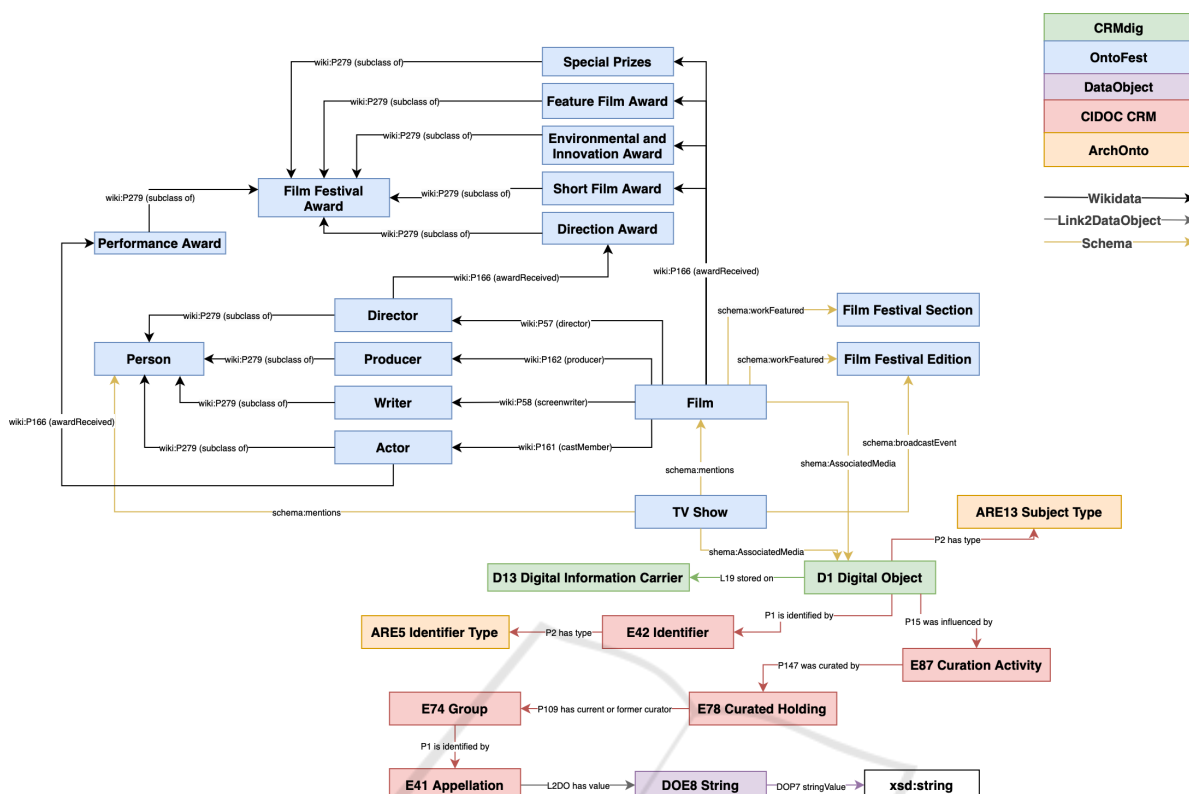 CRMdig
OntoFest
DataObject
CIDOC CRM
ArchOnto
Wikidata
Link2DataObject
Schema
wiki:P279 (subclass of)
Special Prizes
wiki:P279 (subclass of)
Feature Film Award
wiki:P279 (subclass of)
Environmental and
Innovation Award
wiki:P279 (subclass of)
Film Festival
Award
wiki:P279 (subclass of)
Short Film Award
Performance Award
wiki:P279 (subclass of)
Direction Award
wiki:P166 (awardReceived)
wiki:P166 (awardReceived)
wiki:P279 (subclass of)
Director
wiki:P57 (director)
schema:workFeatured
Film Festival Section
Person
wiki:P279 (subclass of)
Producer
wiki:P162 (producer)
schema:workFeatured
Film Festival Edition
wiki:P279 (subclass of)
Writer
wiki:P58 (screenwriter)
Film
wiki:P166 (awardReceived)
wiki:P279 (subclass of)
Actor
wiki:P161 (castMember)
schema:broadcastEvent
shema:AssociatedMedia
schema:mentions
schema:mentions
TV Show
ARE13 Subject Type
P2 has type
shema:AssociatedMedia
D13 Digital Information Carrier
L19 stored on
D1 Digital Object
P1 is identified by
P15 was influenced by
ARE5 Identifier Type
P2 has type
E42 Identifier
P147 was curated by
E87 Curation Activity
E74 Group
P109 has current or former curator
E78 Curated Holding
P1 is identified by
E41 Appellation
L2DO has value
DOE8 String
DOP7 stringValue
xsd:string